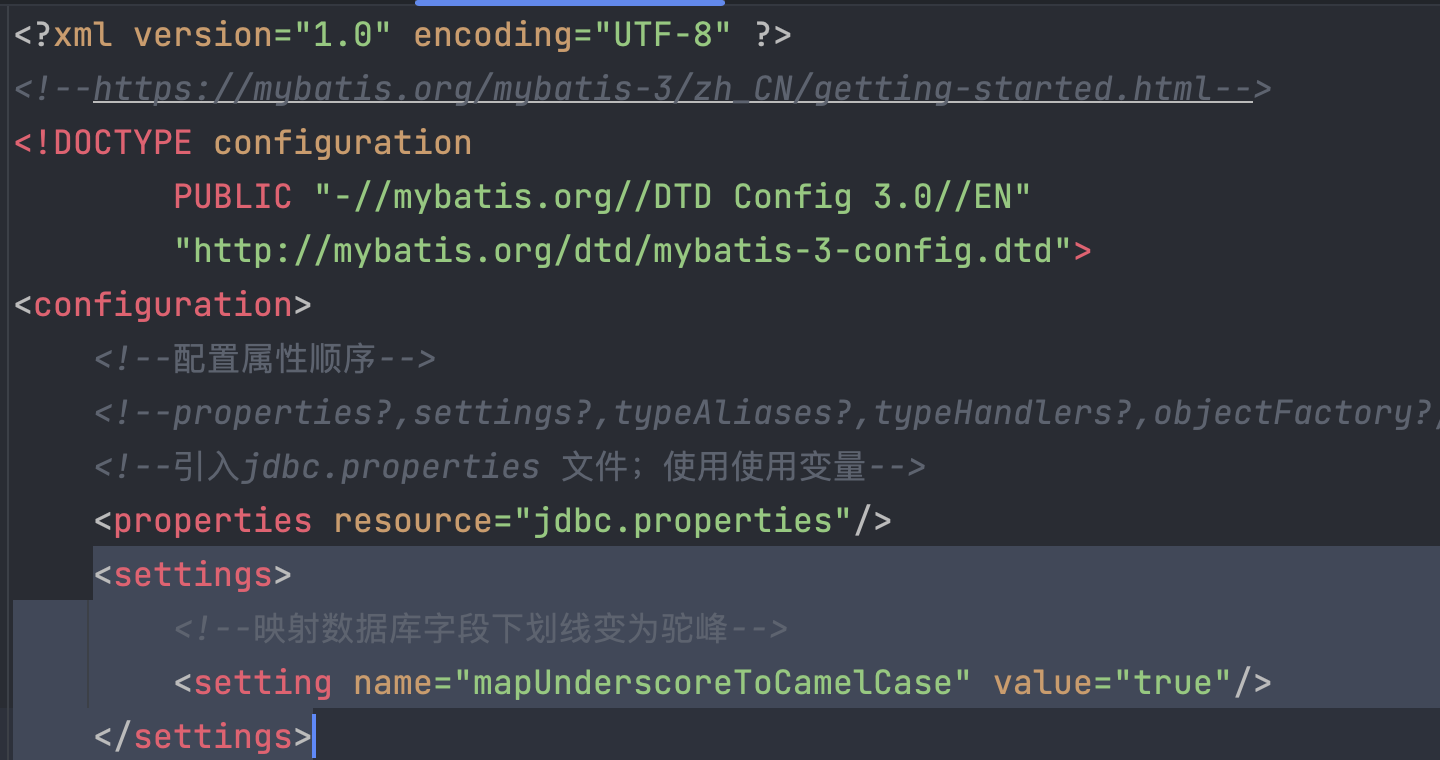 <?xml version="1.0" encoding="UTF-8" ?>
<!--https://mybatis.org/mybatis-3/zh_CN/getting-started.html-->
<!DOCTYPE configuration
        PUBLIC "-//mybatis.org//DTD Config 3.0//EN"
        "http://mybatis.org/dtd/mybatis-3-config.dtd">
<configuration>
    <!--配置属性顺序-->
    <!--properties?,settings?,typeAliases?,typeHandlers?,objectFactory?,
    <!--引入jdbc.properties 文件；使用使用变量-->
    <properties resource="jdbc.properties"/>
    <settings>
        <!--映射数据库字段下划线变为驼峰-->
        <setting name="mapUnderscoreToCamelCase" value="true"/>
    </settings>